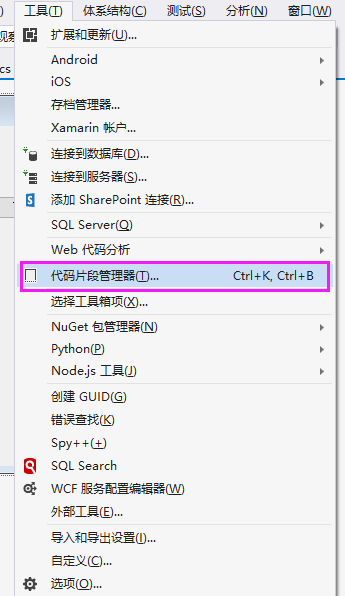 工具(T) 体系结构(C) 测试(S) 分析(N) 窗口(W)
扩展和更新(U)...
Android
cs
iOS
存档管理器...
Xamarin 帐户...
连接到数据库(D)...
连接到服务器(S)...
添加 SharePoint 连接(R)...
SQL Server(Q)
Web 代码分析
代码片段管理器(T)... Ctrl+K, Ctrl+B
选择工具箱项(X)...
NuGet 包管理器(N)
Python(P)
Node.js 工具(J)
创建 GUID(G)
错误查找(K)
Spy++(+)
SQL Search
WCF 服务配置编辑器(W)
外部工具(E)...
导入和导出设置(I)...
自定义(C)...
选项(O)...